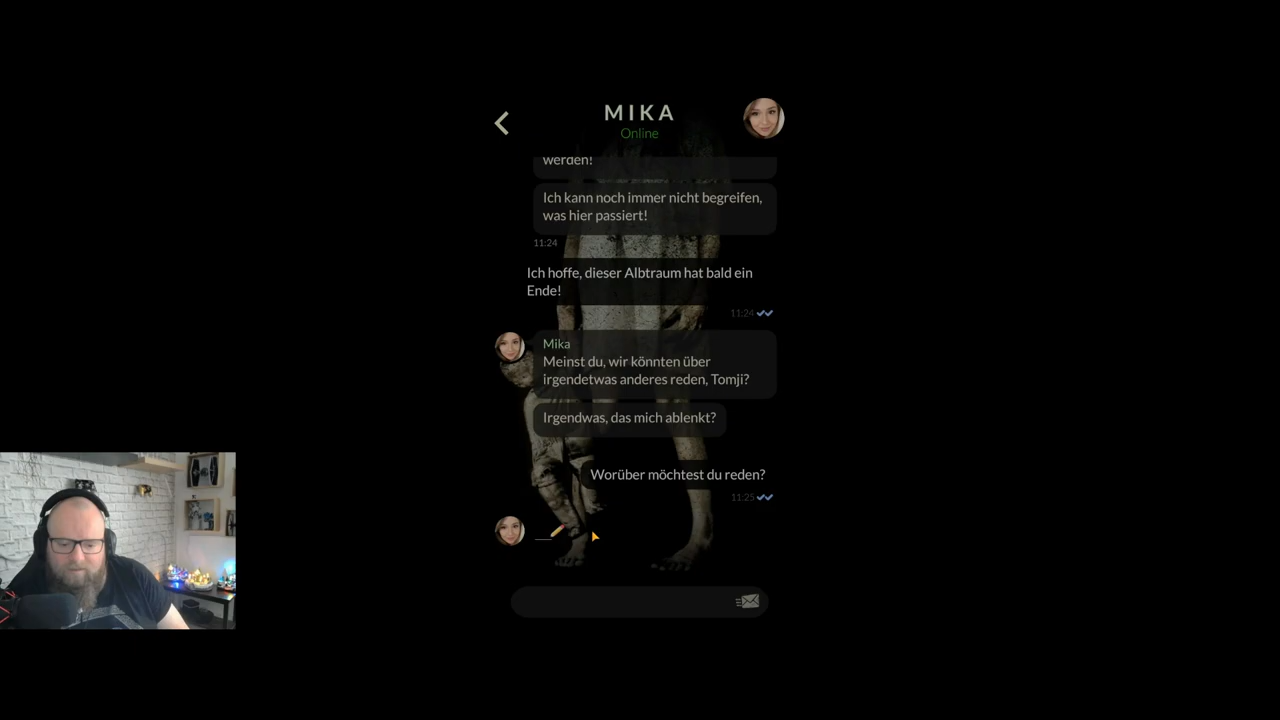 MIKA
Online
werden!
Ich kann noch immer nicht begreifen,
was hier passiert!
11:24
Ich hoffe, dieser Albtraum hat bald ein
Ende!
11:24
Mika
Meinst du, wir könnten über
irgendetwas anderes reden, Tomji?
Irgendwas, das mich ablenkt?
Worüber möchtest du reden?
11:25